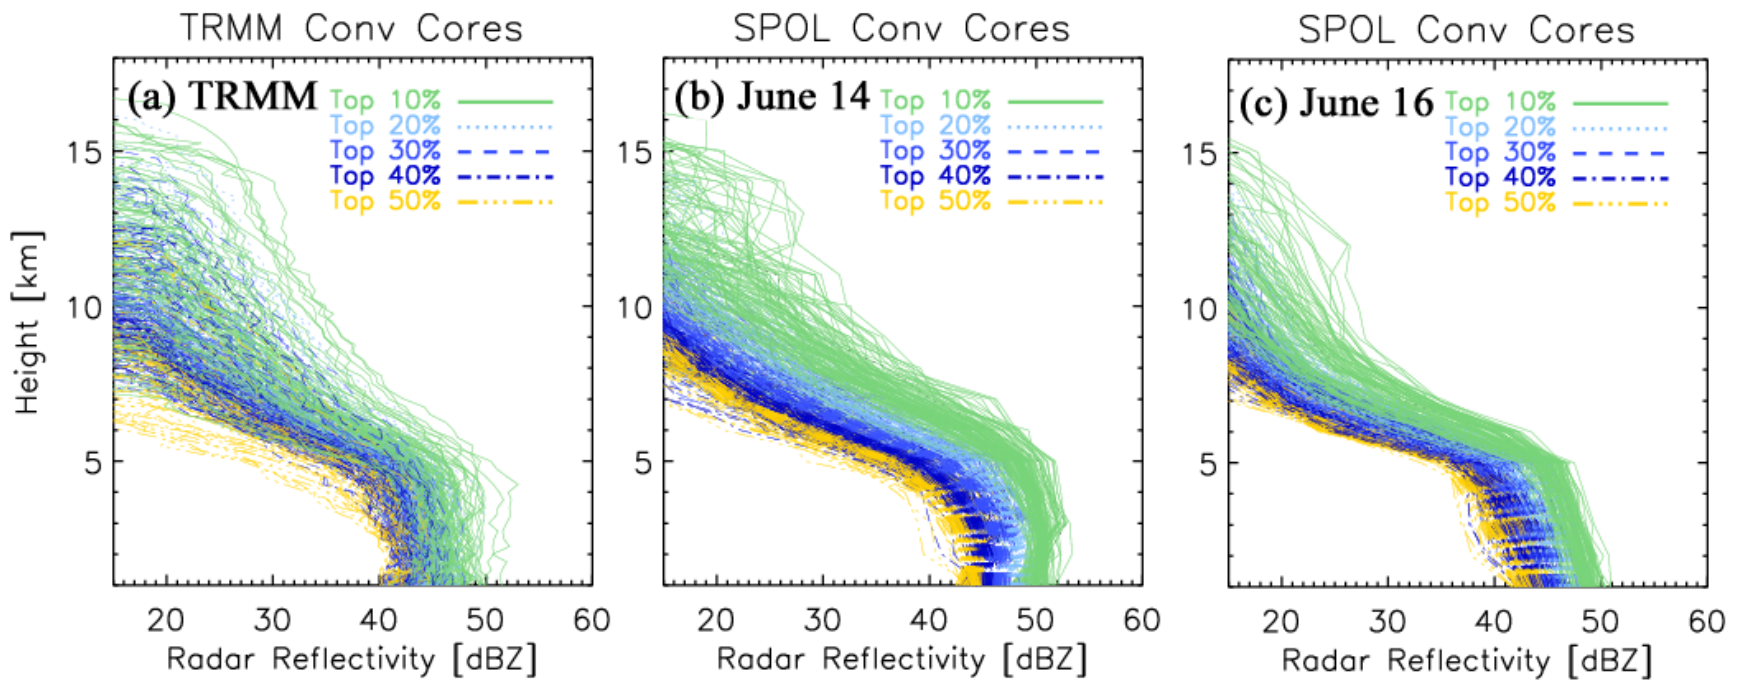 TRMM Conv Cores
(a) TRMM
Top 10%
Top 20%
Top 30%
Top 40%
Top 50%
15
10
5
20 30 40 50 60
Height [km]
Radar Reflectivity [dBZ]
SPOL Conv Cores
(b) June 14
Top 10%
Top 20%
Top 30%
Top 40%
Top 50%
15
10
5
20 30 40 50 60
Radar Reflectivity [dBZ]
SPOL Conv Cores
(c) June 16
Top 10%
Top 20%
Top 30%
Top 40%
Top 50%
15
10
5
20 30 40 50 60
Radar Reflectivity [dBZ]